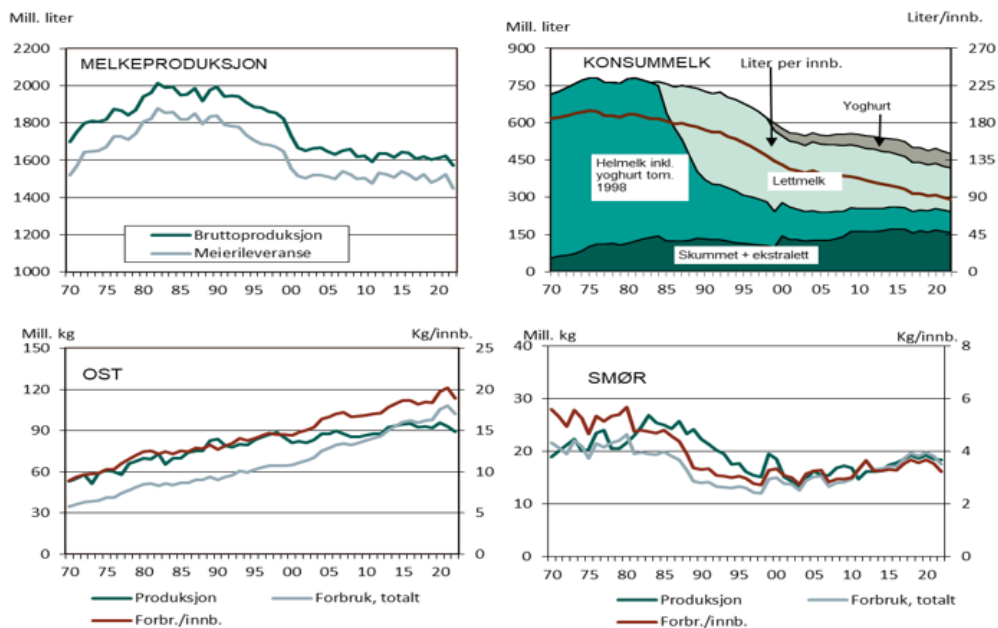 Mill. liter
2200
2000
1800
1600
1400
1200
1000
MELKEPRODUKSJON
Bruttoproduksjon
Meierileveranse
70 75 80 85 90 95 00 05 10 15 20
Mill. liter
Liter/innb.
900
750
600
450
300
150
0
270
225
180
135
90
45
0
KONSUMMELK
Liter per innb.
Yoghurt
Helmelk inkl.
yoghurt tom.
1998
Lettmelk
Skummet + ekstralett
70 75 80 85 90 95 00 05 10 15 20
Mill. kg
Kg/innb.
150
120
90
60
30
0
25
20
15
10
5
0
OST
70 75 80 85 90 95 00 05 10 15 20
Produksjon
Forbruk, totalt
Forbr./innb.
Mill. kg
Kg/innb.
40
30
20
10
0
8
6
4
2
0
SMØR
70 75 80 85 90 95 00 05 10 15 20
Produksjon
Forbruk, totalt
Forbr./innb.